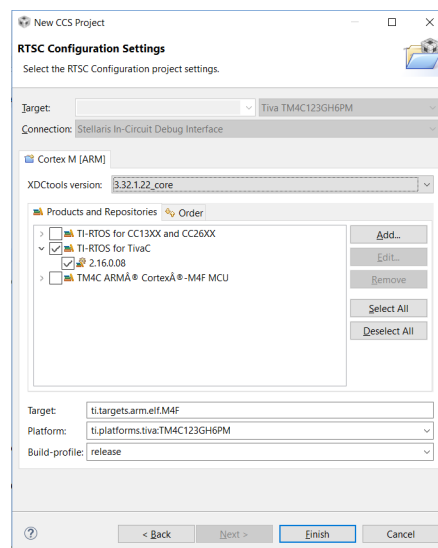 New CCS Project
RTSC Configuration Settings
Select the RTSC Configuration project settings.
Target: Tiva TM4C123GH6PM
Connection: Stellaris In-Circuit Debug Interface
Cortex M [ARM]
XDCtools version: 3.32.1.22_core
Products and Repositories Order
TI-RTOS for CC13XX and CC26XX
TI-RTOS for TivaC
2.16.0.08
TM4C ARMÂ® CortexÂ®-M4F MCU
Add...
Edit...
Remove
Select All
Deselect All
Target: ti.targets.arm.elf.M4F
Platform: ti.platforms.tiva:TM4C123GH6PM
Build-profile: release
? < Back Next > Finish Cancel